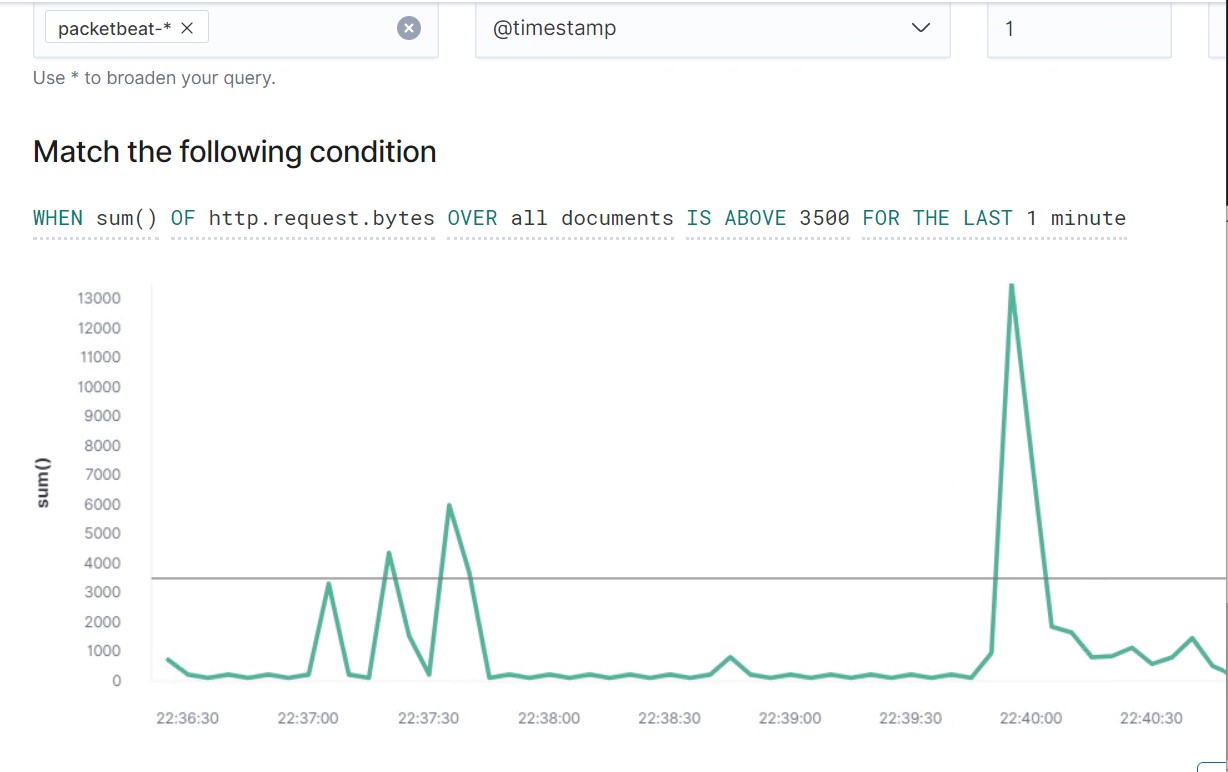 packetbeat-* × @timestamp 1
Use * to broaden your query.
Match the following condition
WHEN sum() OF http.request.bytes OVER all documents IS ABOVE 3500 FOR THE LAST 1 minute
13000
12000
11000
10000
9000
8000
7000
6000
5000
4000
3000
2000
1000
0
sum()
22:36:30 22:37:00 22:37:30 22:38:00 22:38:30 22:39:00 22:39:30 22:40:00 22:40:30